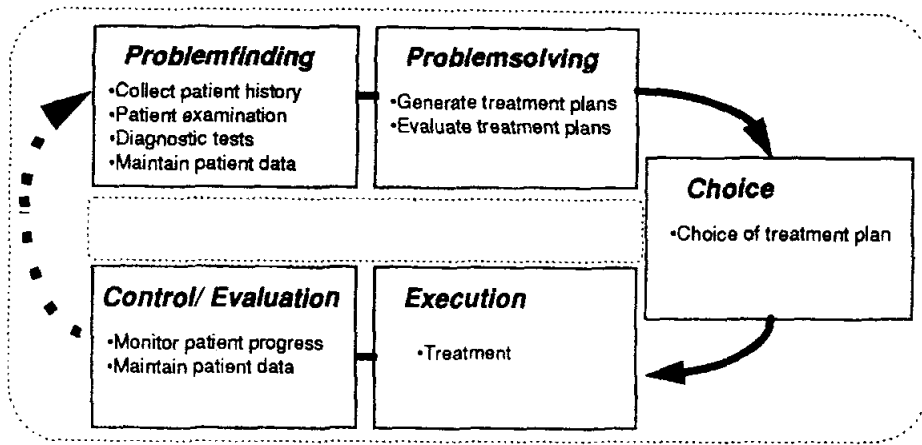 Problemfinding
•Collect patient history
•Patient examination
•Diagnostic tests
•Maintain patient data
Problemsolving
•Generate treatment plans
•Evaluate treatment plans
Choice
•Choice of treatment plan
Control/ Evaluation
•Monitor patient progress
•Maintain patient data
Execution
•Treatment